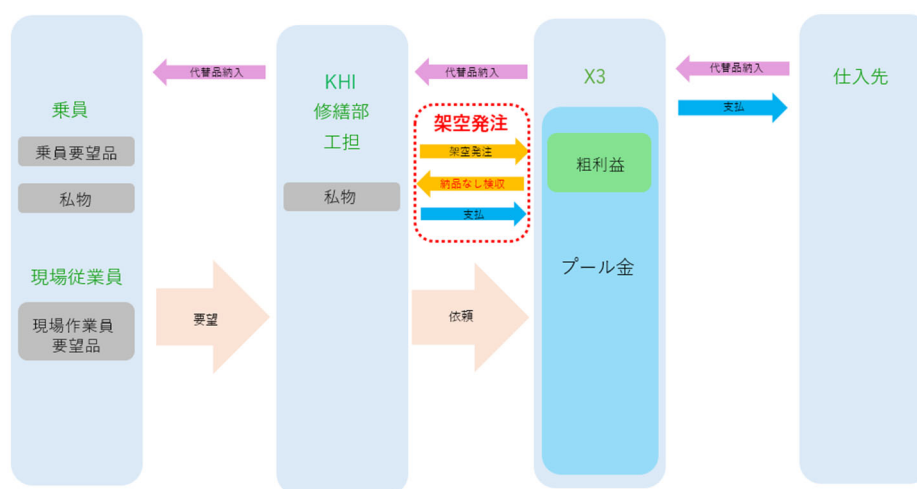 代替品納入
代替品納入
代替品納入
支払
乗員
乗員要望品
私物
現場従業員
現場作業員
要望品
要望
KHI
修繕部
工担
私物
架空発注
架空発注
納品なし検収
支払
依頼
X3
粗利益
プール金
仕入先